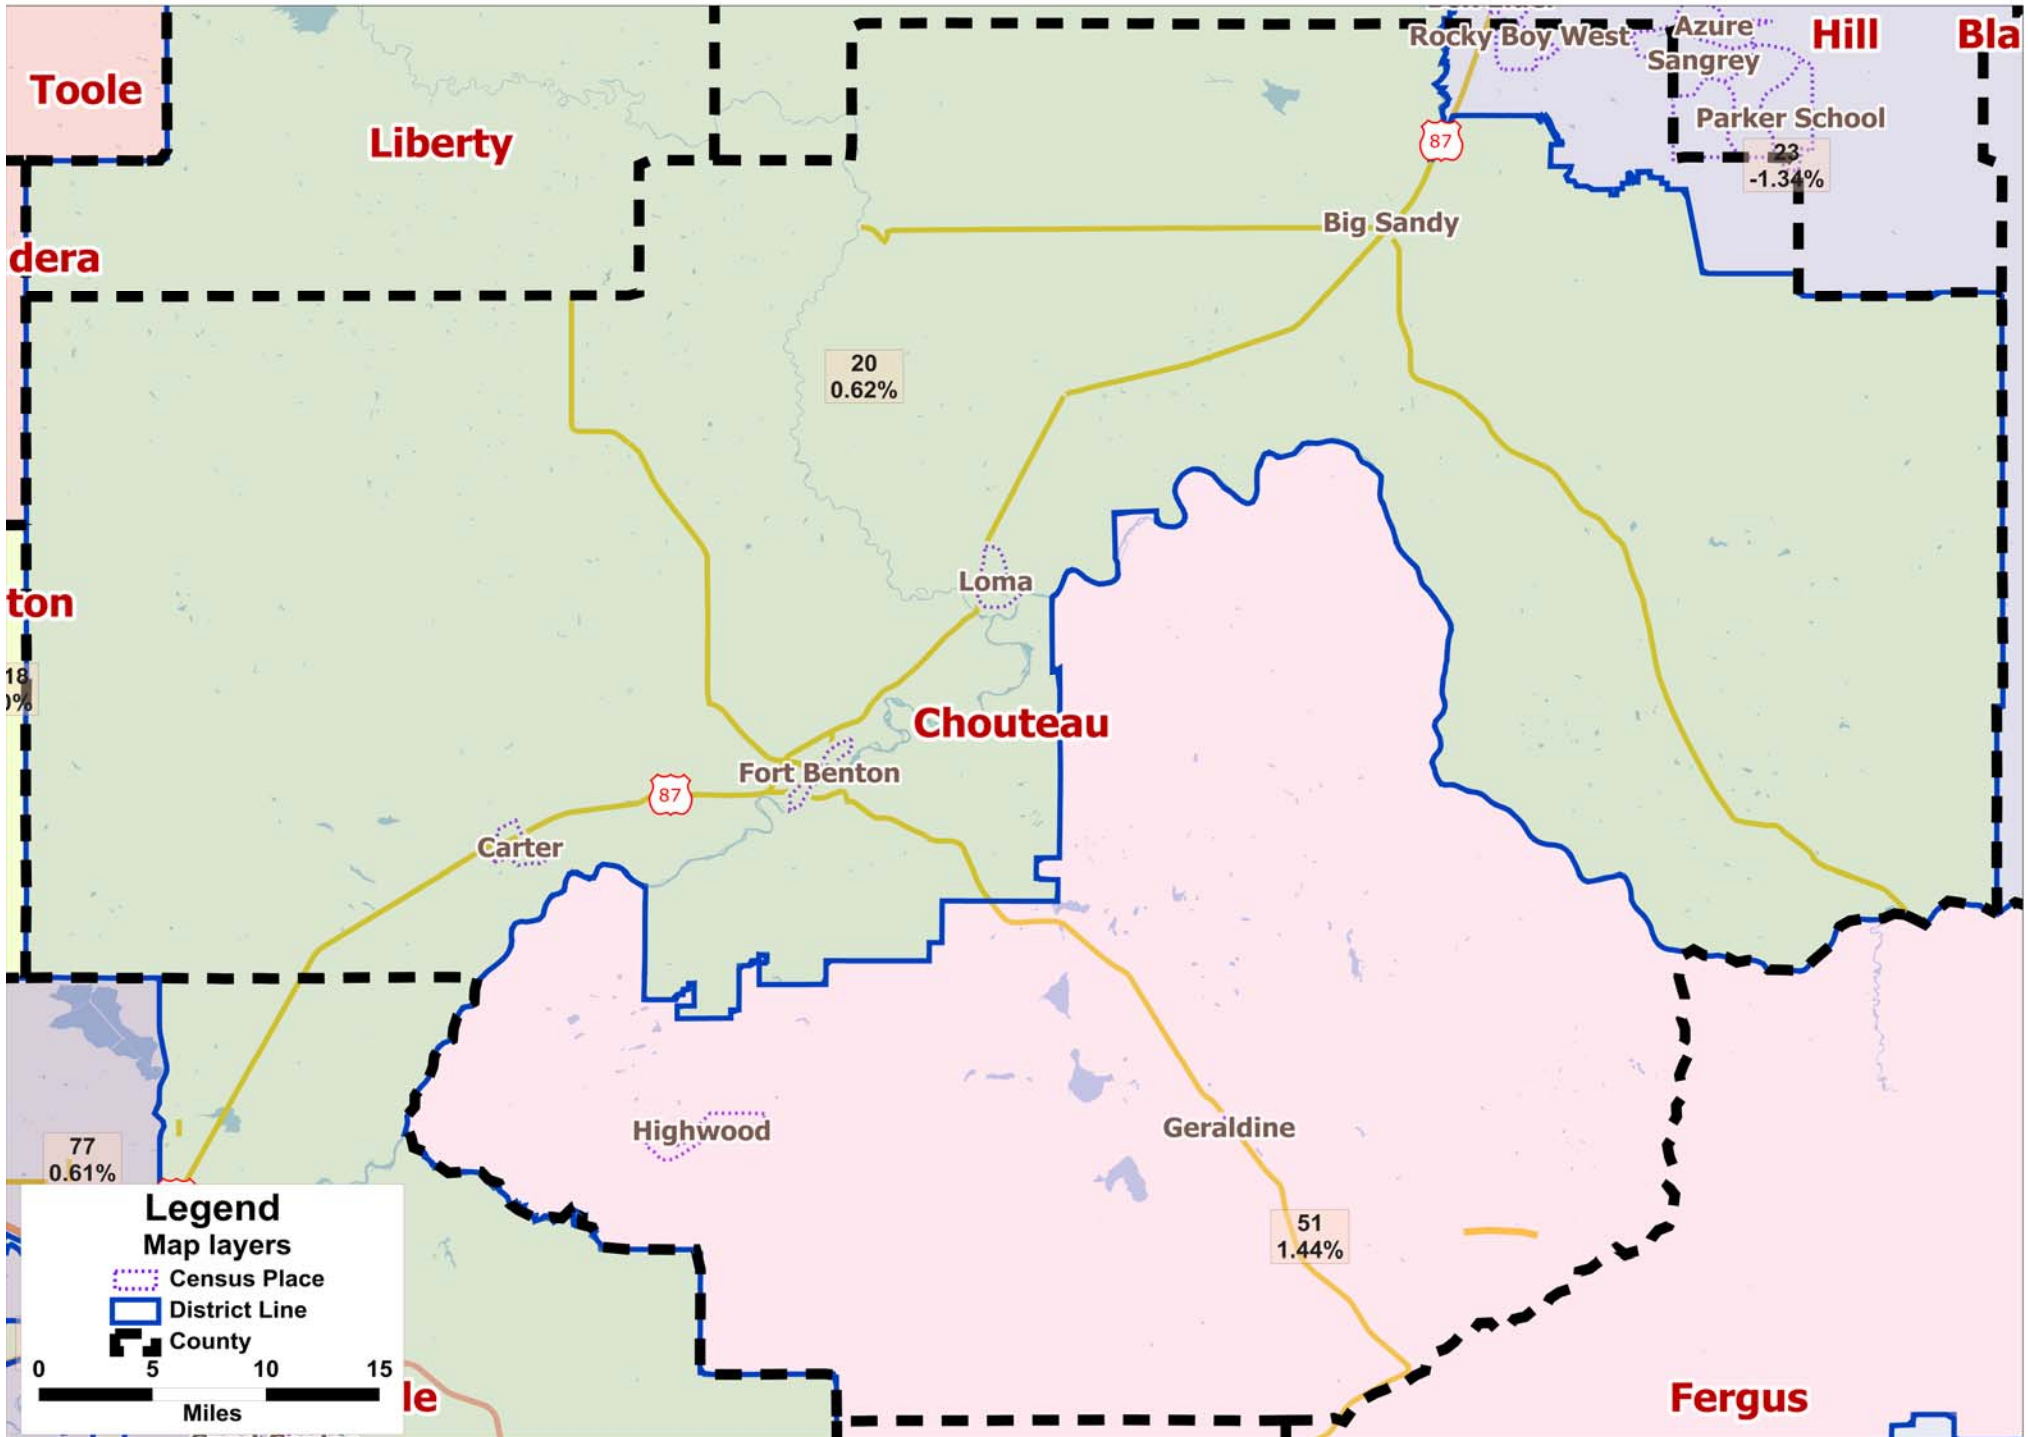 Rocky Boy West
Azure
Hill
Bla
Sangrey
Toole
Parker School
Liberty
87
23
-1.34%
Big Sandy
dera
20
0.62%
Loma
ton
18
0%
Chouteau
Fort Benton
87
Carter
Highwood
Geraldine
77
0.61%
51
1.44%
Legend
Map layers
Census Place
District Line
County
0 5 10 15
Miles
le
Fergus